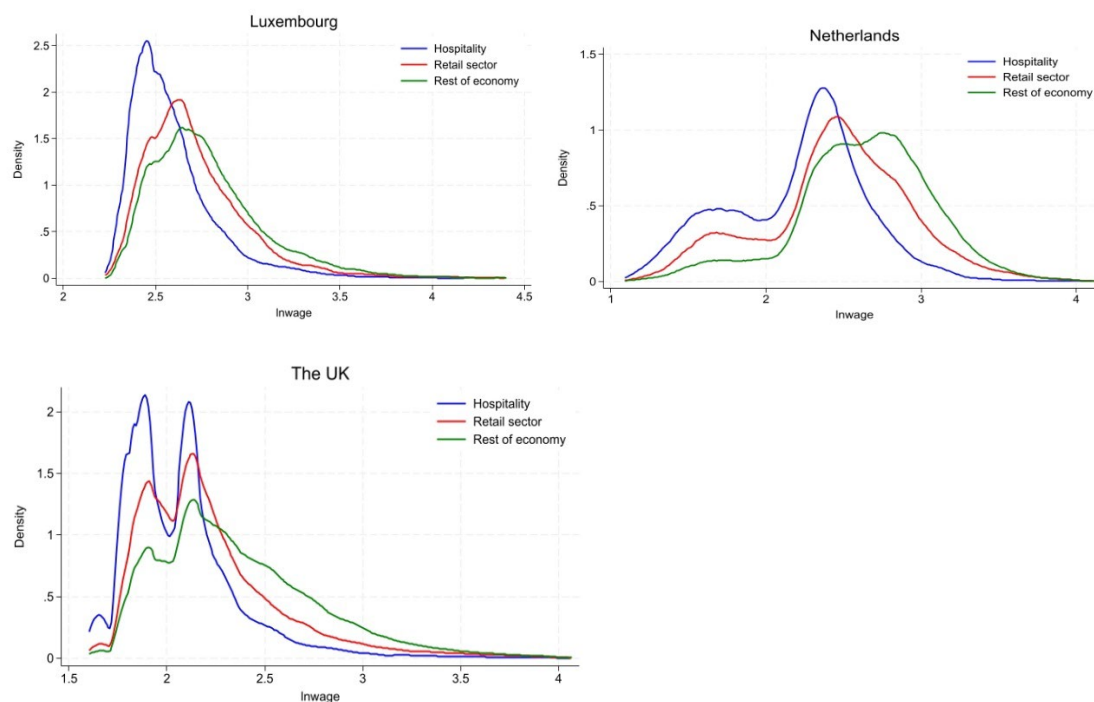 Luxembourg
2.5
2
1.5
1
.5
0
Density
2
2.5
3
3.5
4
4.5
lnwage
Hospitality
Retail sector
Rest of economy
Netherlands
1.5
1
.5
0
Density
1
2
3
4
lnwage
Hospitality
Retail sector
Rest of economy
The UK
2
1.5
1
.5
0
Density
1.5
2
2.5
3
3.5
4
lnwage
Hospitality
Retail sector
Rest of economy